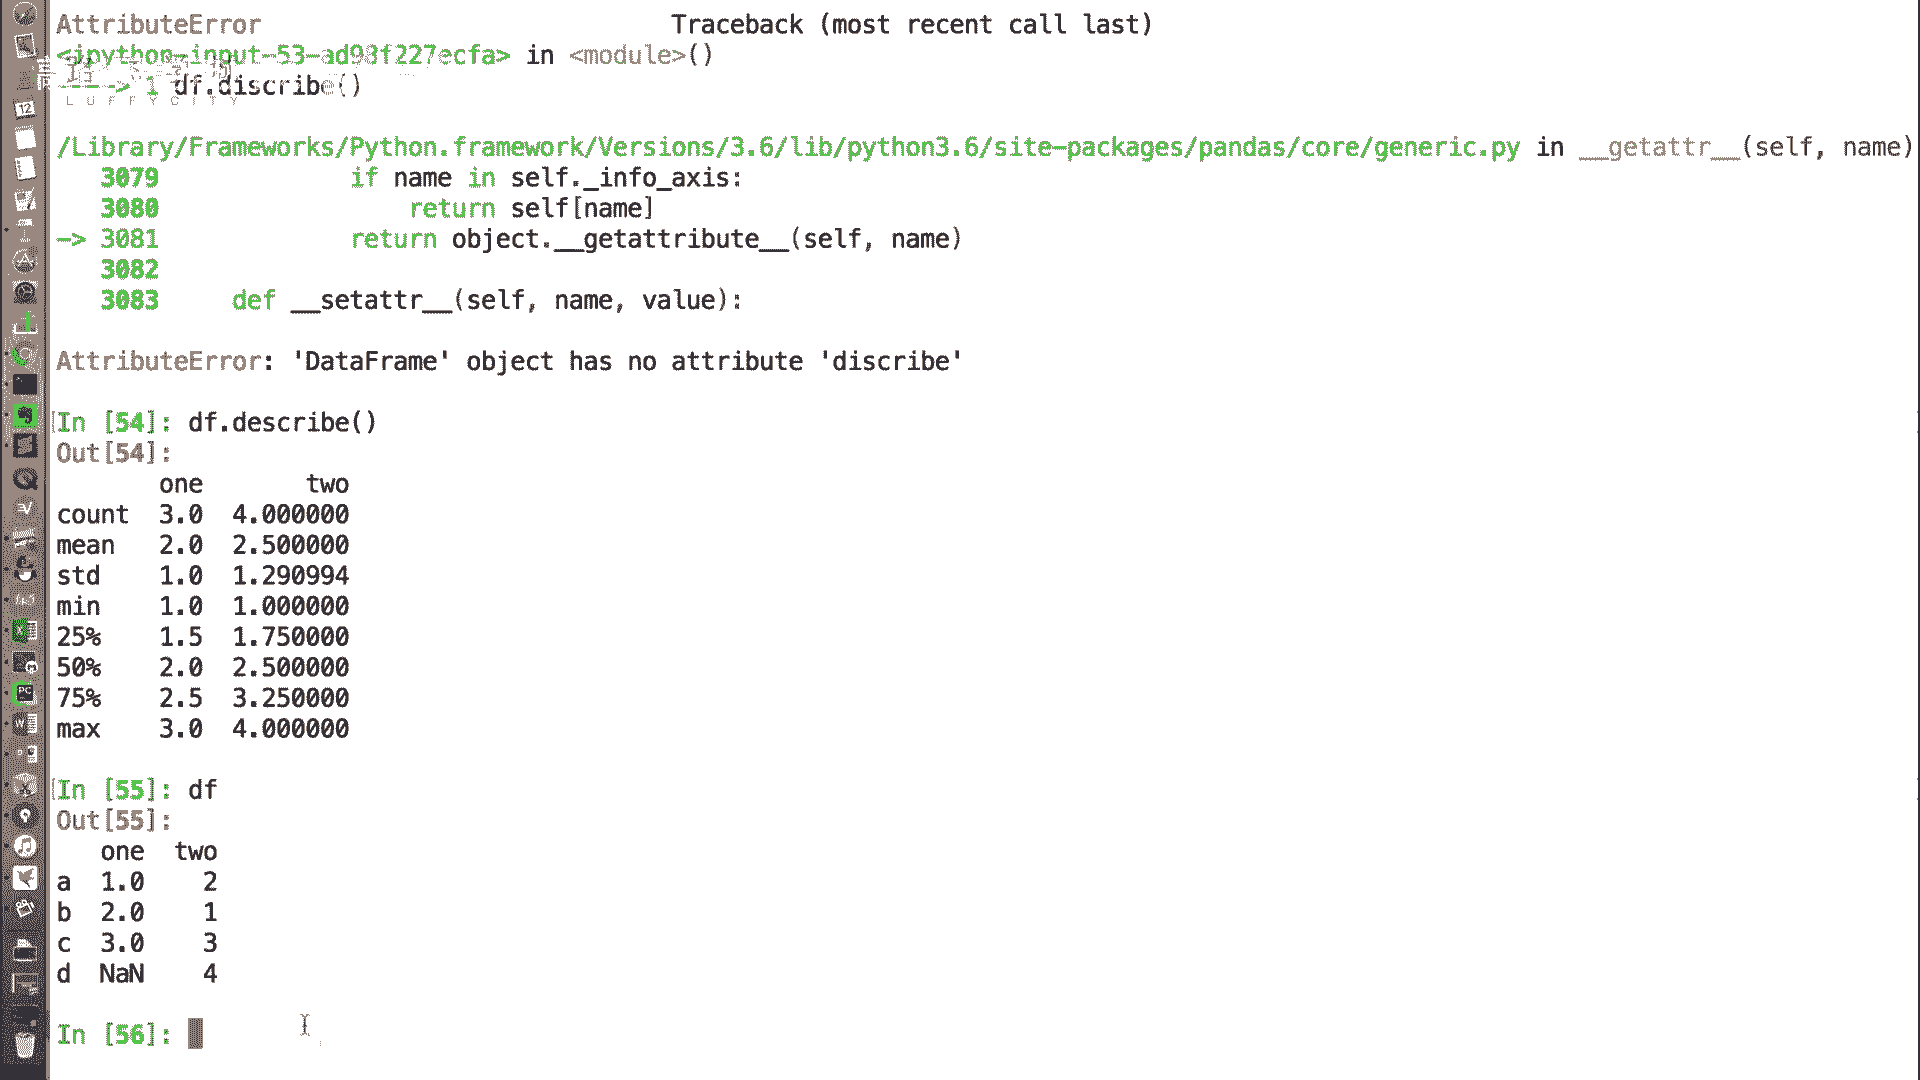 AttributeError                            Traceback (most recent call last)
<ipython-input-53-ad98f227ecfa> in <module>()
----> 1 df.discribe()
LUFFYCITY
/Library/Frameworks/Python.framework/Versions/3.6/lib/python3.6/site-packages/pandas/core/generic.py in __getattr__(self, name)
   3079             if name in self._info_axis:
   3080                 return self[name]
-> 3081             return object.__getattribute__(self, name)
   3082
   3083     def __setattr__(self, name, value):
AttributeError: 'DataFrame' object has no attribute 'discribe'
In [54]: df.describe()
Out[54]:
       one       two
count  3.0  4.000000
mean   2.0  2.500000
std    1.0  1.290994
min    1.0  1.000000
25%    1.5  1.750000
50%    2.0  2.500000
75%    2.5  3.250000
max    3.0  4.000000
In [55]: df
Out[55]:
   one  two
a  1.0    2
b  2.0    1
c  3.0    3
d  NaN    4
In [56]: